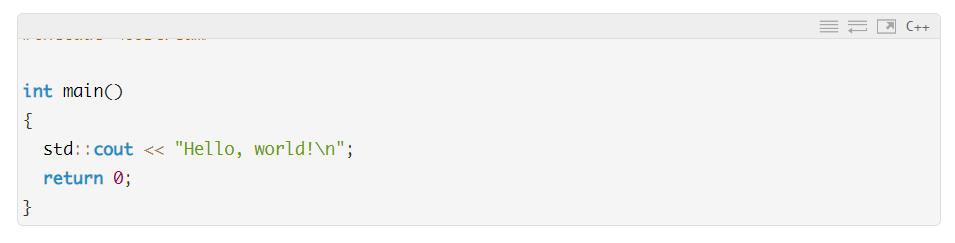 C++
int main()
{
  std::cout << "Hello, world!\n";
  return 0;
}